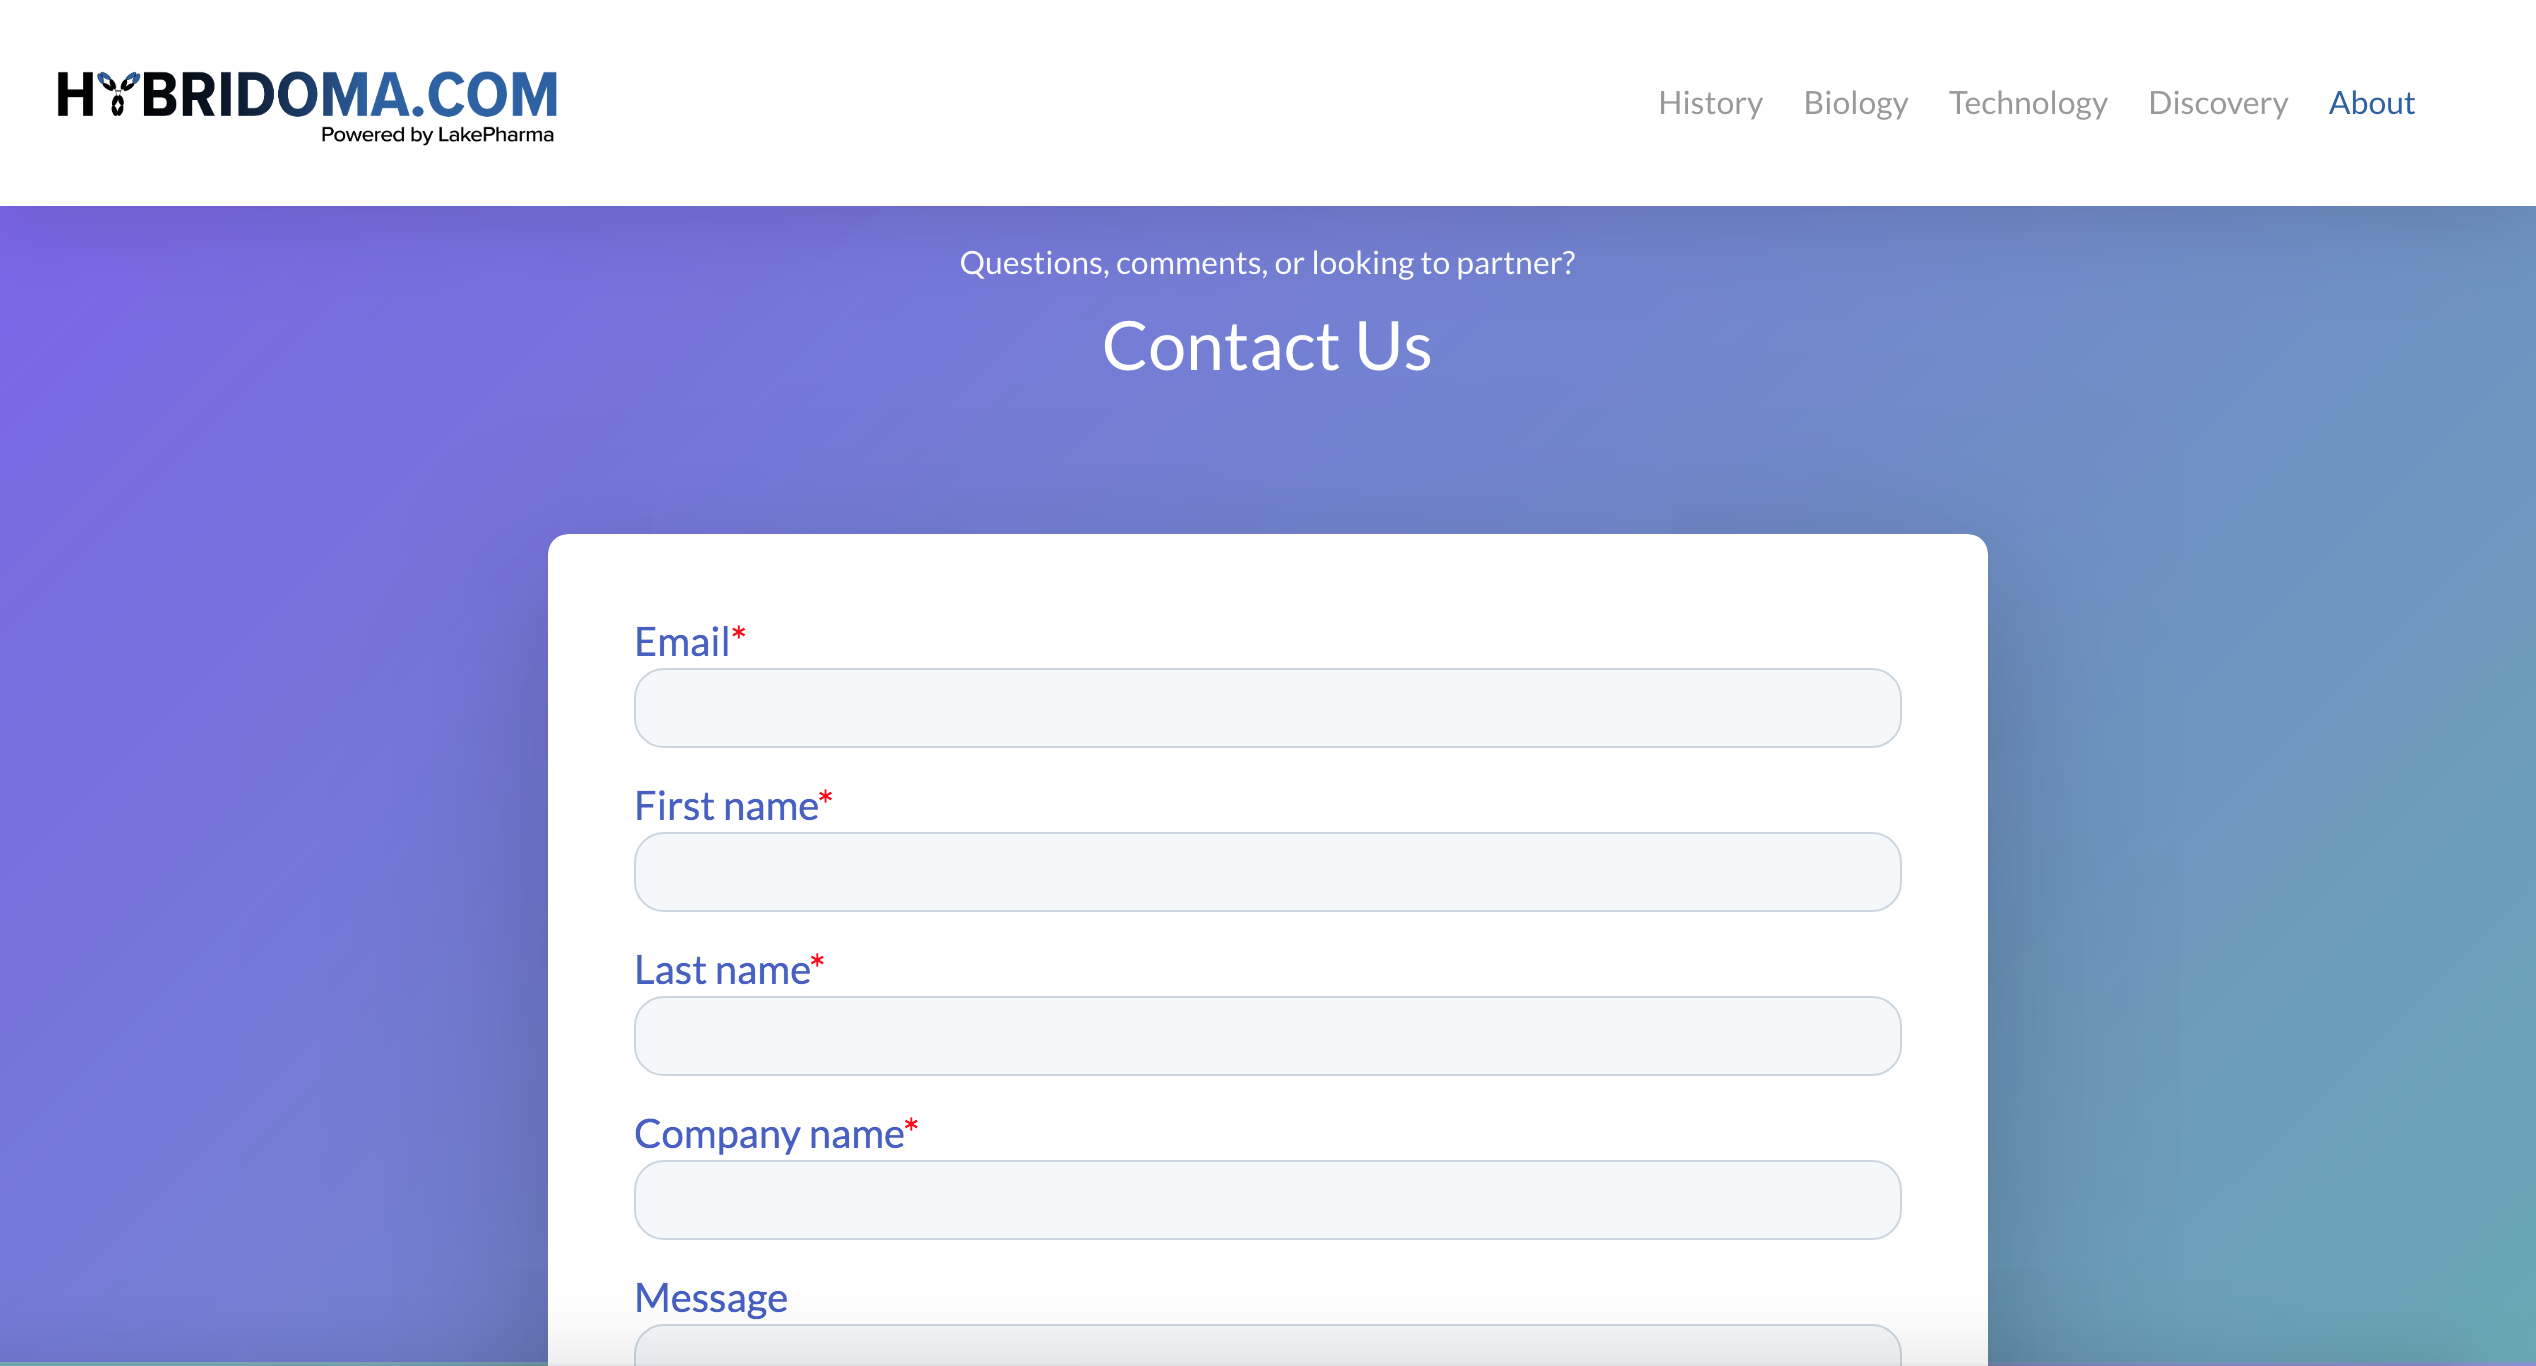 HYBRIDOMA.COM
Powered by LakePharma
History Biology Technology Discovery About
Questions, comments, or looking to partner?
Contact Us
Email*
First name*
Last name*
Company name*
Message